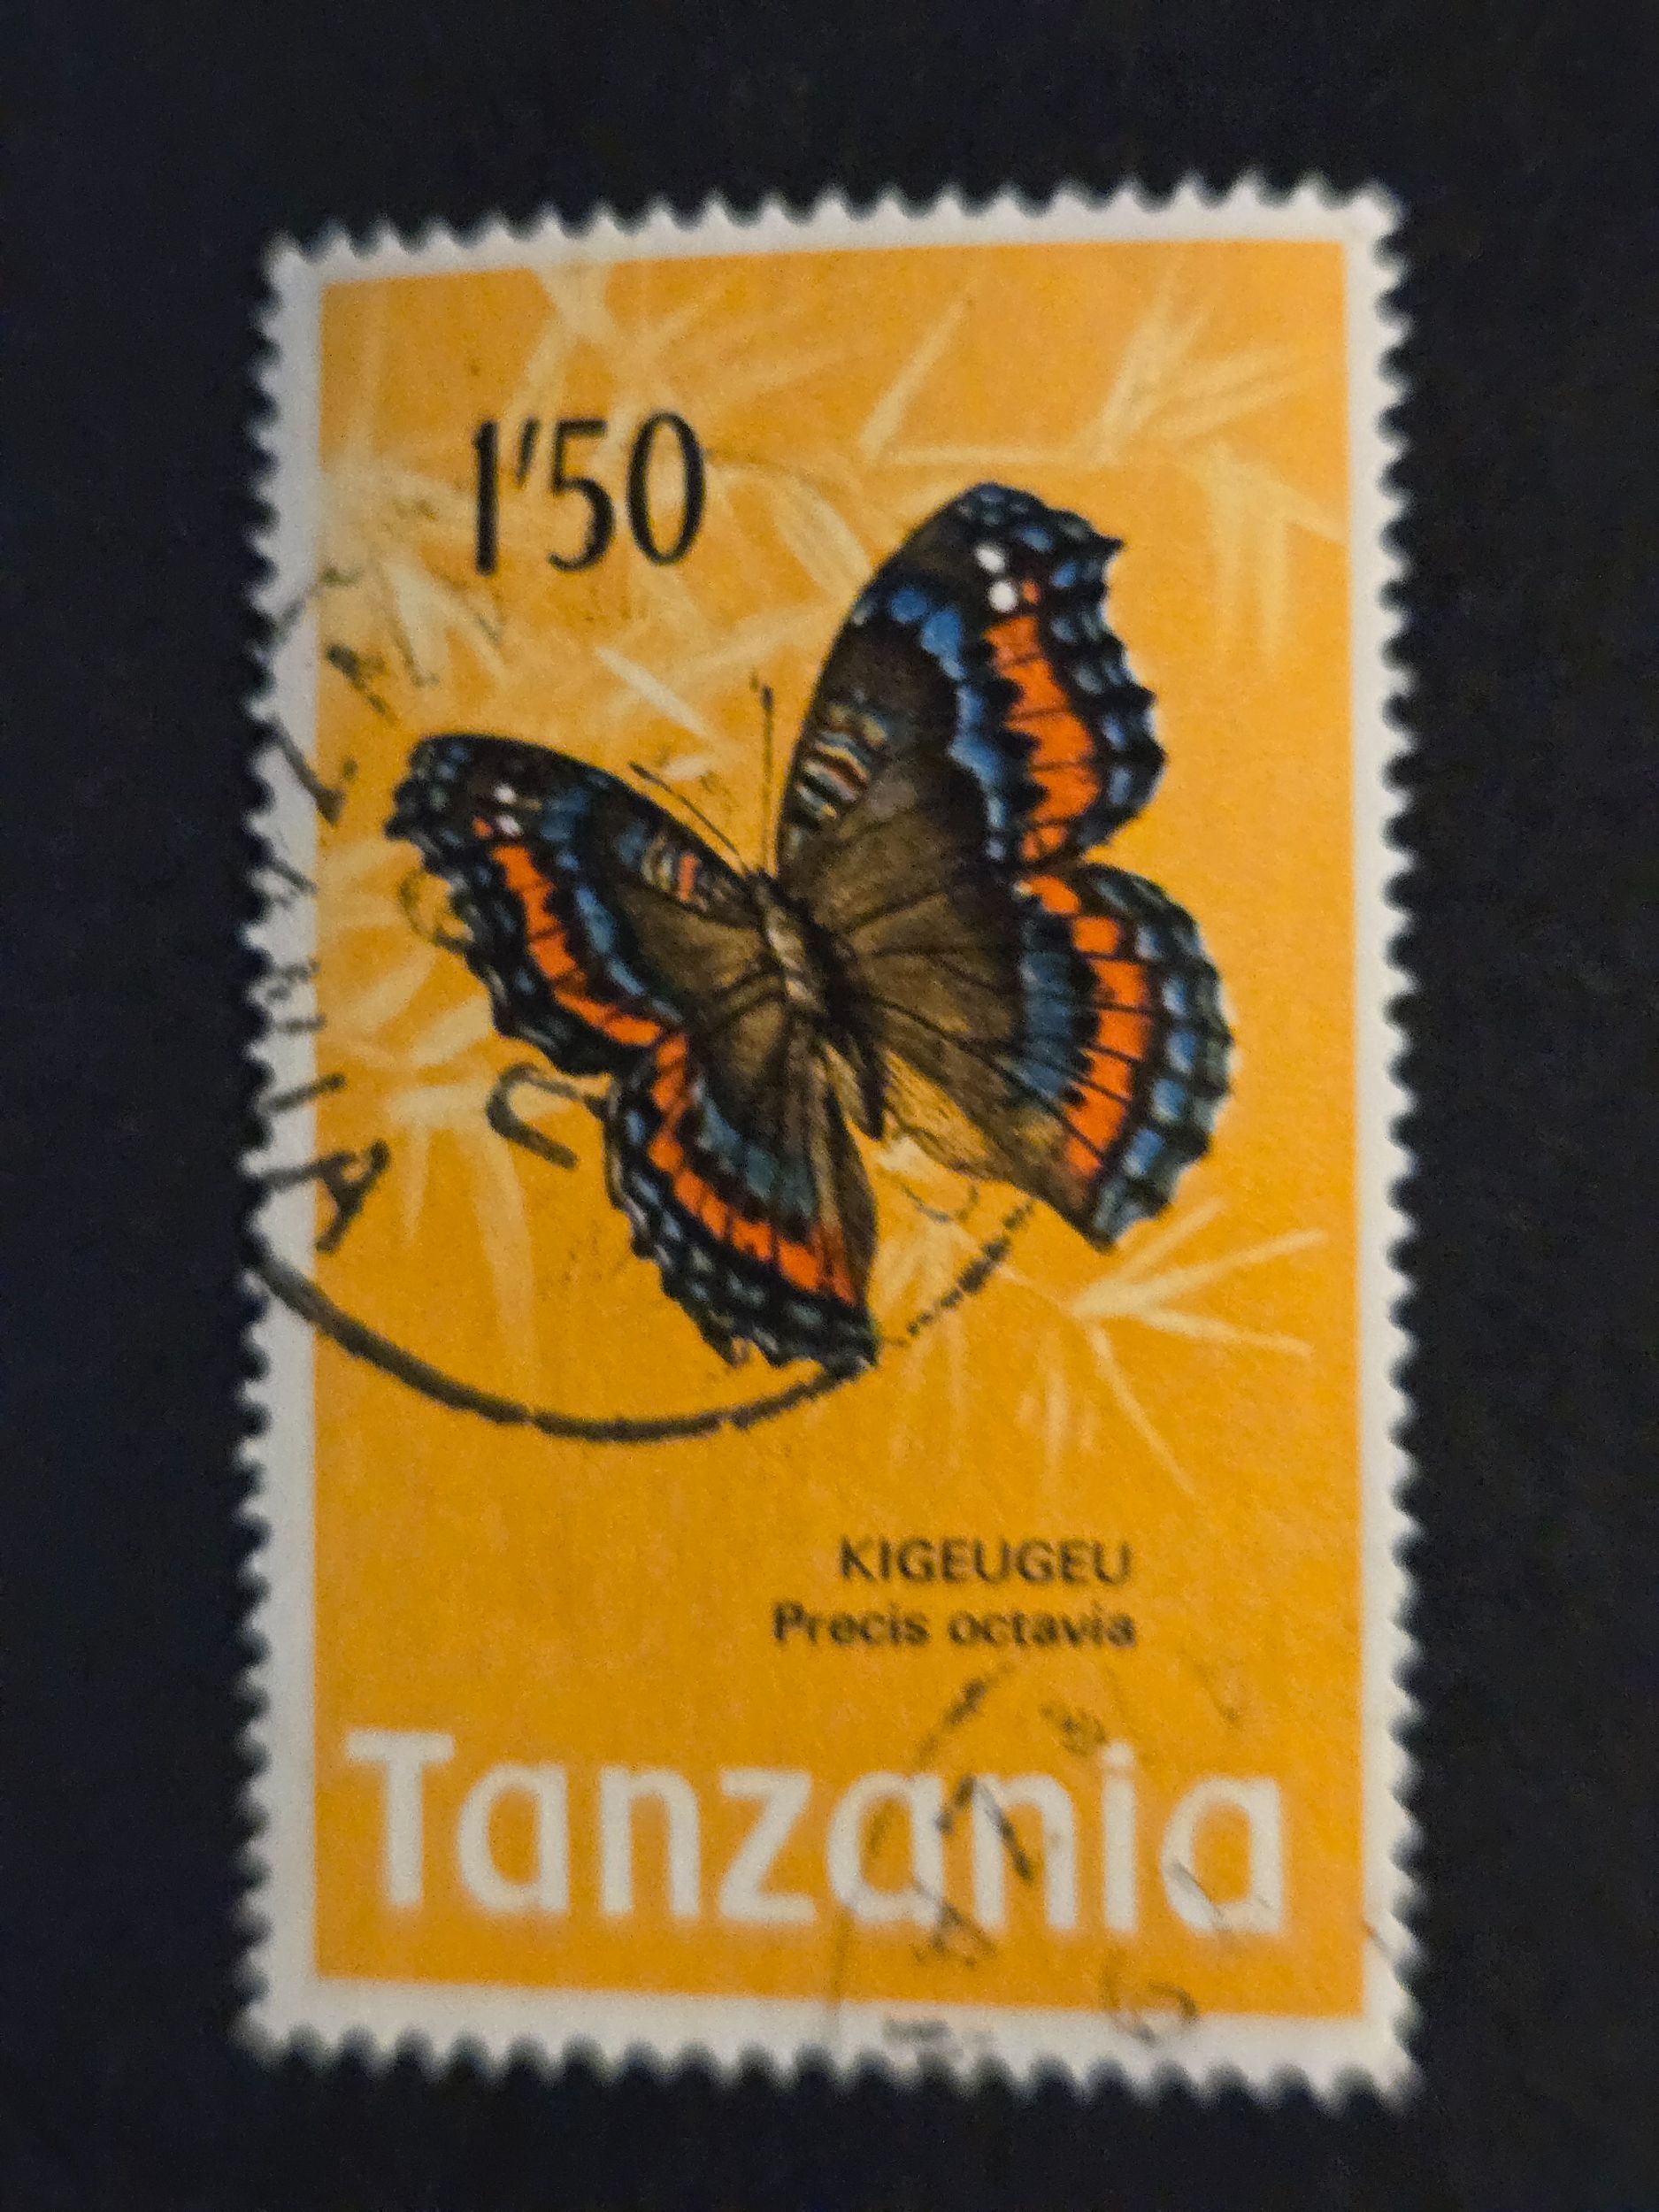 1'50
KIGEUGEU
Precis octavia
Tanzania